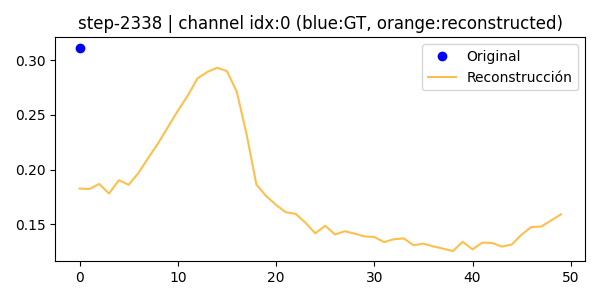 step-2338 | channel idx:0 (blue:GT, orange:reconstructed)
Original
Reconstrucción
0.30
0.25
0.20
0.15
0 10 20 30 40 50